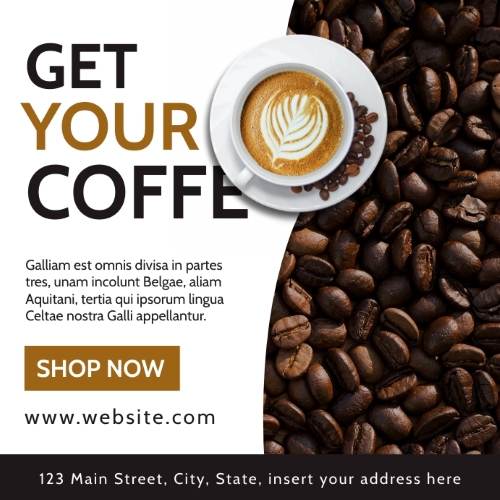 GET
YOUR
COFFE
Galliam est omnis divisa in partes
tres, unam incolunt Belgae, aliam
Aquitani, tertia qui ipsorum lingua
Celtae nostra Galli appellantur.
SHOP NOW
www.website.com
123 Main Street, City, State, insert your address here